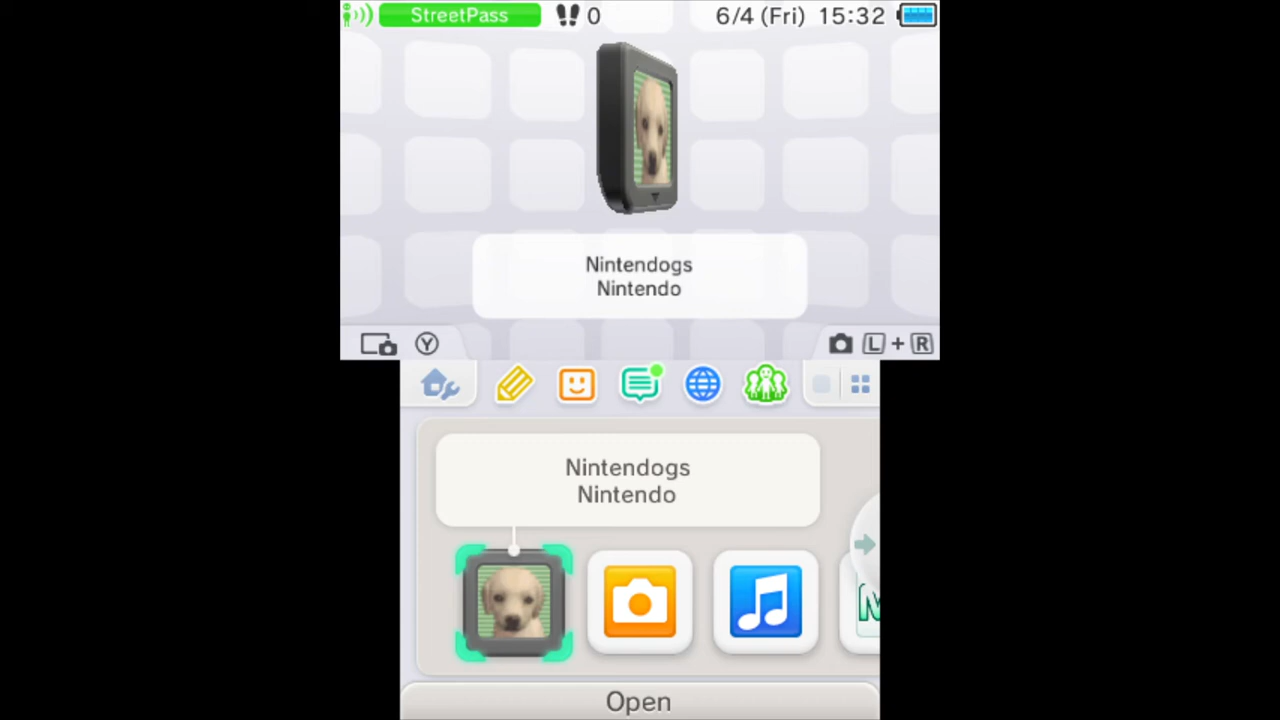 StreetPass 0 6/4 (Fri) 15:32
Nintendogs
Nintendo
Y L + R
Nintendogs
Nintendo
Open